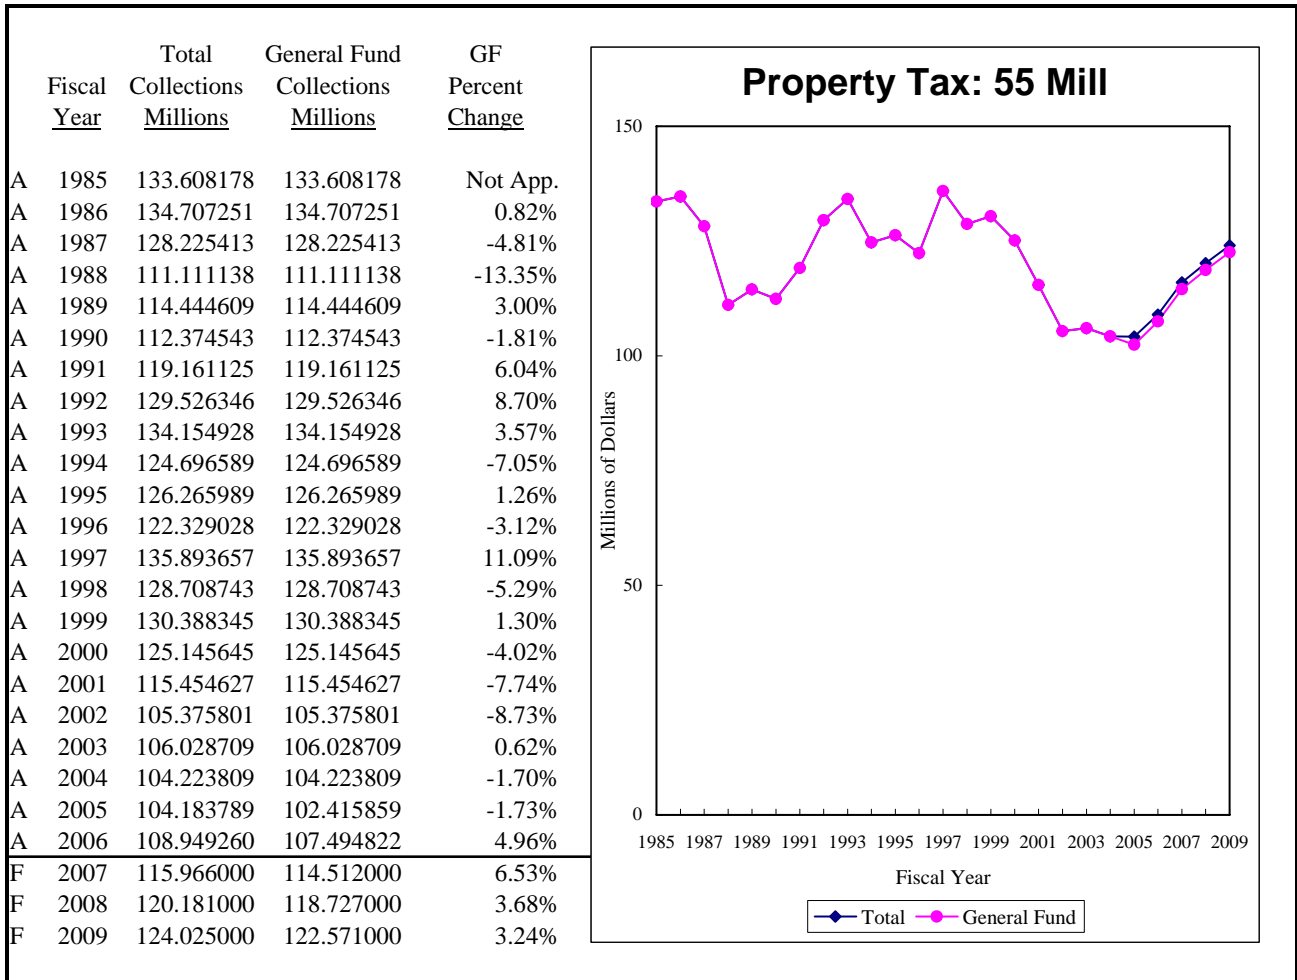 Total General Fund GF
Fiscal Collections Collections Percent
Year Millions Millions Change
A 1985 133.608178 133.608178 Not App.
A 1986 134.707251 134.707251 0.82%
A 1987 128.225413 128.225413 -4.81%
A 1988 111.111138 111.111138 -13.35%
A 1989 114.444609 114.444609 3.00%
A 1990 112.374543 112.374543 -1.81%
A 1991 119.161125 119.161125 6.04%
A 1992 129.526346 129.526346 8.70%
A 1993 134.154928 134.154928 3.57%
A 1994 124.696589 124.696589 -7.05%
A 1995 126.265989 126.265989 1.26%
A 1996 122.329028 122.329028 -3.12%
A 1997 135.893657 135.893657 11.09%
A 1998 128.708743 128.708743 -5.29%
A 1999 130.388345 130.388345 1.30%
A 2000 125.145645 125.145645 -4.02%
A 2001 115.454627 115.454627 -7.74%
A 2002 105.375801 105.375801 -8.73%
A 2003 106.028709 106.028709 0.62%
A 2004 104.223809 104.223809 -1.70%
A 2005 104.183789 102.415859 -1.73%
A 2006 108.949260 107.494822 4.96%
F 2007 115.966000 114.512000 6.53%
F 2008 120.181000 118.727000 3.68%
F 2009 124.025000 122.571000 3.24%
Property Tax: 55 Mill
150
100
50
0
Millions of Dollars
1985 1987 1989 1991 1993 1995 1997 1999 2001 2003 2005 2007 2009
Fiscal Year
Total General Fund